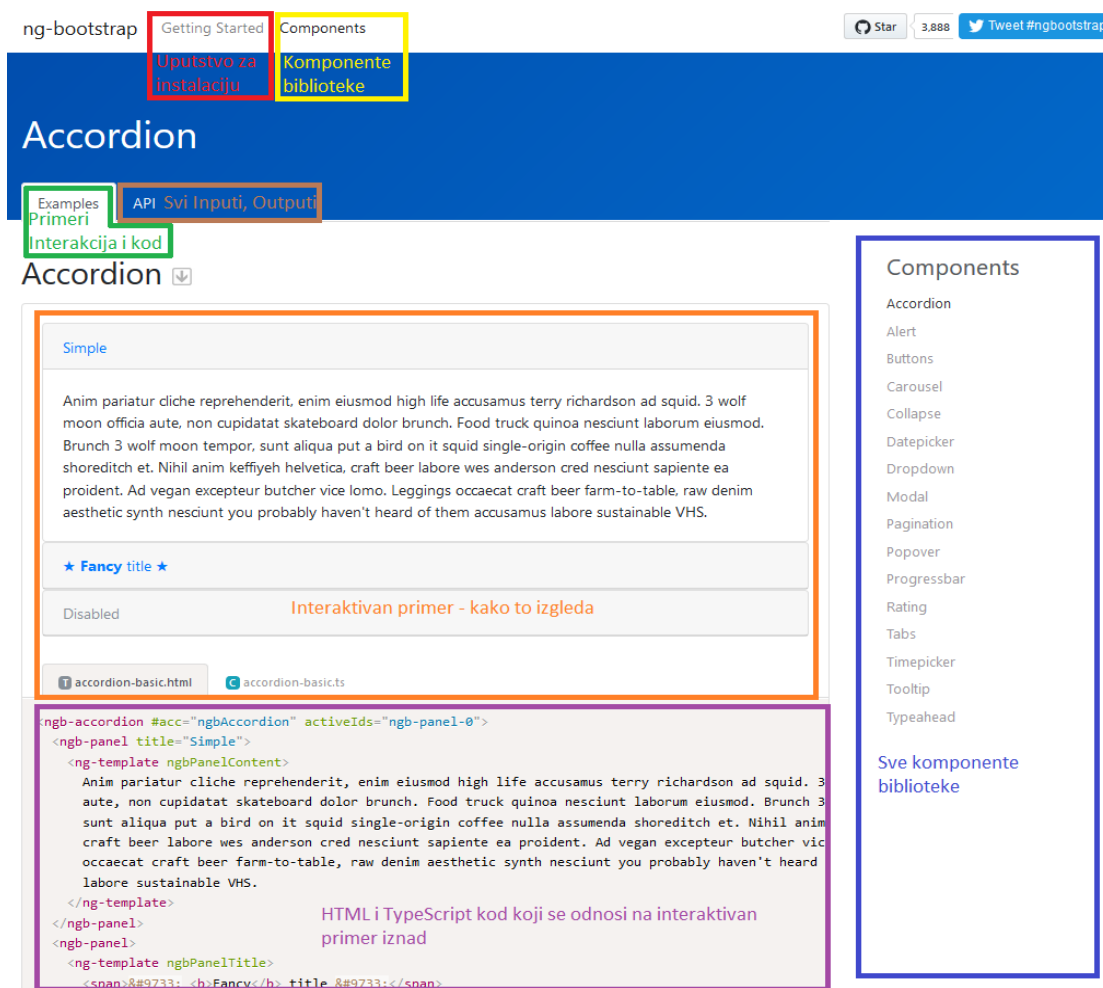 ng-bootstrap Getting Started Components Star 3,888 Tweet #ngbootstrap
Uputstvo za
instalaciju
Komponente
biblioteke
Accordion
Examples API Svi Inputi, Outputi
Primeri
Interakcija i kod
Accordion
Simple
Anim pariatur cliche reprehenderit, enim eiusmod high life accusamus terry richardson ad squid. 3 wolf
moon officia aute, non cupidatat skateboard dolor brunch. Food truck quinoa nesciunt laborum eiusmod.
Brunch 3 wolf moon tempor, sunt aliqua put a bird on it squid single-origin coffee nulla assumenda
shoreditch et. Nihil anim keffiyeh helvetica, craft beer labore wes anderson cred nesciunt sapiente ea
proident. Ad vegan excepteur butcher vice lomo. Leggings occaecat craft beer farm-to-table, raw denim
aesthetic synth nesciunt you probably haven't heard of them accusamus labore sustainable VHS.
★ Fancy title ★
Disabled
Interaktivan primer - kako to izgleda
T accordion-basic.html C accordion-basic.ts
<ngb-accordion #acc="ngbAccordion" activeIds="ngb-panel-0">
<ngb-panel title="Simple">
<ng-template ngbPanelContent>
Anim pariatur cliche reprehenderit, enim eiusmod high life accusamus terry richardson ad squid. 3
aute, non cupidatat skateboard dolor brunch. Food truck quinoa nesciunt laborum eiusmod. Brunch 3
sunt aliqua put a bird on it squid single-origin coffee nulla assumenda shoreditch et. Nihil anim
craft beer labore wes anderson cred nesciunt sapiente ea proident. Ad vegan excepteur butcher vic
occaecat craft beer farm-to-table, raw denim aesthetic synth nesciunt you probably haven't heard
labore sustainable VHS.
</ng-template>
</ngb-panel>
<ngb-panel>
<ng-template ngbPanelTitle>
<span>&#9733; <b>Fancy</b> title &#9733;</span>
HTML i TypeScript kod koji se odnosi na interaktivan
primer iznad
Components
Accordion
Alert
Buttons
Carousel
Collapse
Datepicker
Dropdown
Modal
Pagination
Popover
Progressbar
Rating
Tabs
Timepicker
Tooltip
Typeahead
Sve komponente
biblioteke